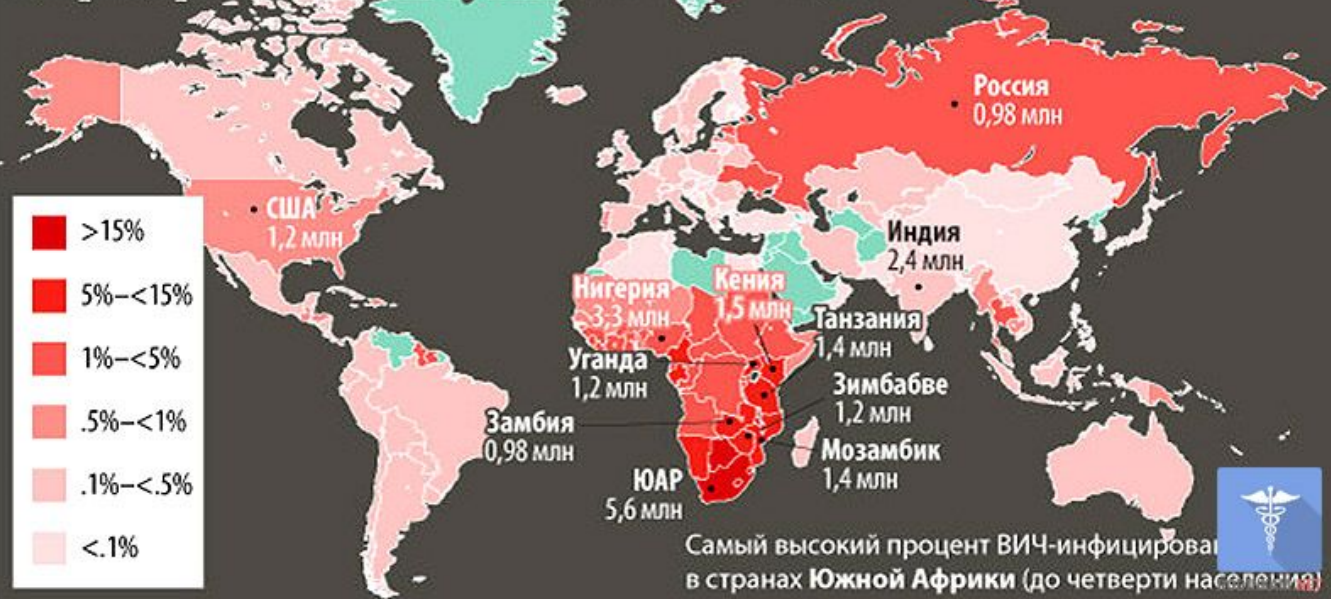 Россия
0,98 млн
США
1,2 млн
>15%
5%–<15%
1%–<5%
.5%–<1%
.1%–<.5%
<.1%
Индия
2,4 млн
Нигерия
3,3 млн
Кения
1,5 млн
Танзания
1,4 млн
Уганда
1,2 млн
Зимбабве
1,2 млн
Замбия
0,98 млн
Мозамбик
1,4 млн
ЮАР
5,6 млн
Самый высокий процент
в странах Южной Африки (до четверти населения)